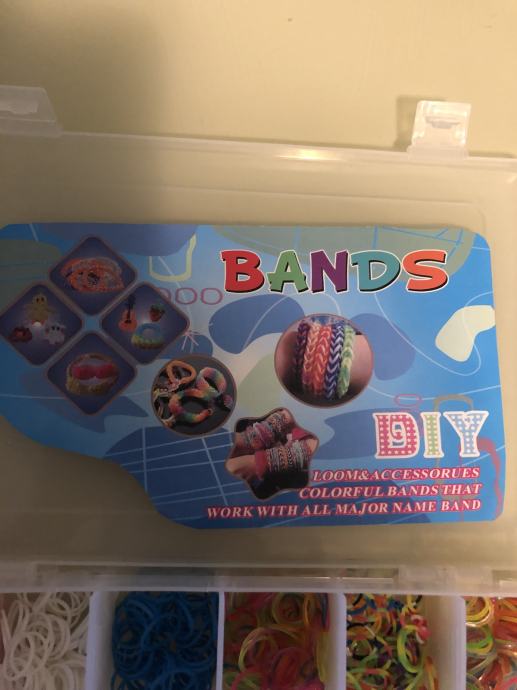 BANDS
DIY
LOOM&ACCESSORUES
COLORFUL BANDS THAT
WORK WITH ALL MAJOR NAME BAND